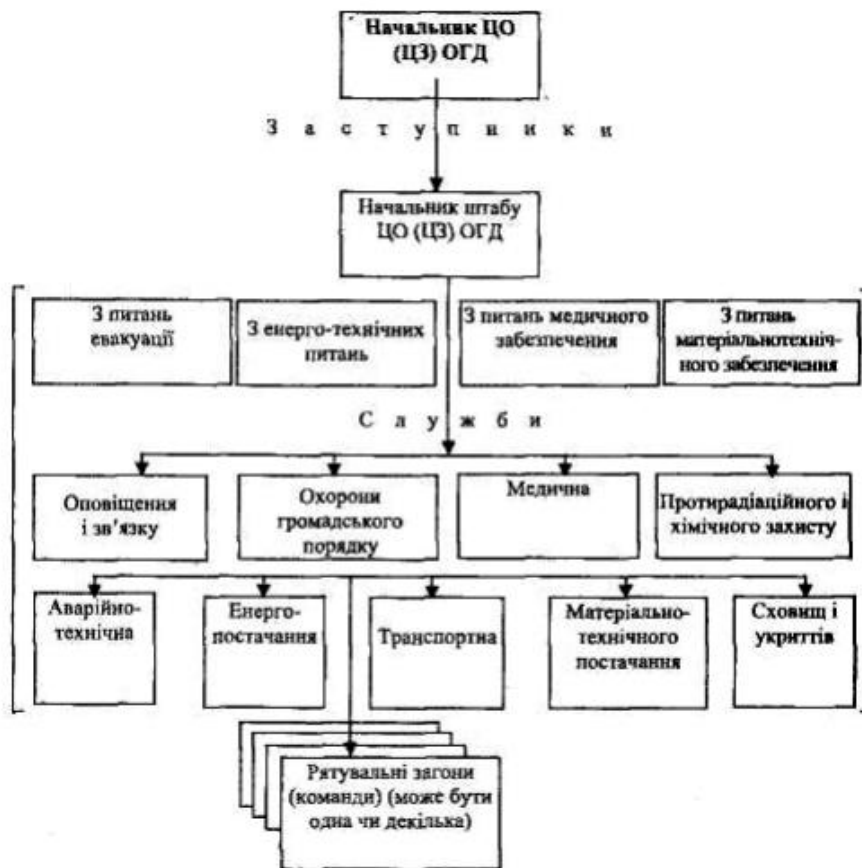 Начальник ЦО
(ЦЗ) ОГД
З а с т у п н и к и
Начальник штабу
ЦО (ЦЗ) ОГД
З питань
евакуації
З енерго-технічних
питань
З питань медичного
забезпечення
З питань
матеріальнотехніч-
ного забезпечення
С л у ж б и
Оповіщення
і зв’язку
Охорони
громадського
порядку
Медична
Протирадіаційного і
хімічного захисту
Аварійно-
технічна
Енерго-
постачання
Транспортна
Матеріально-
технічного
постачання
Сховищ і
укриттів
Рятувальні загони
(команди) (може бути
одна чи декілька)